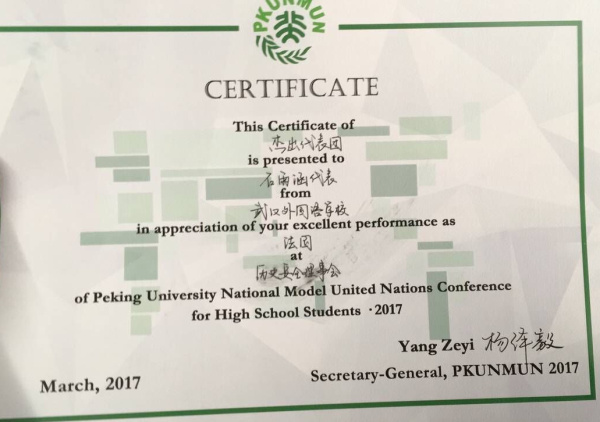 PKUNMUN
CERTIFICATE
This Certificate of
杰出代表团
is presented to
石雨涵代表
from
武汉外国语学校
in appreciation of your excellent performance as
法国
at
历史安全理事会
of Peking University National Model United Nations Conference
for High School Students ·2017
Yang Zeyi 杨泽毅
Secretary-General, PKUNMUN 2017
March, 2017